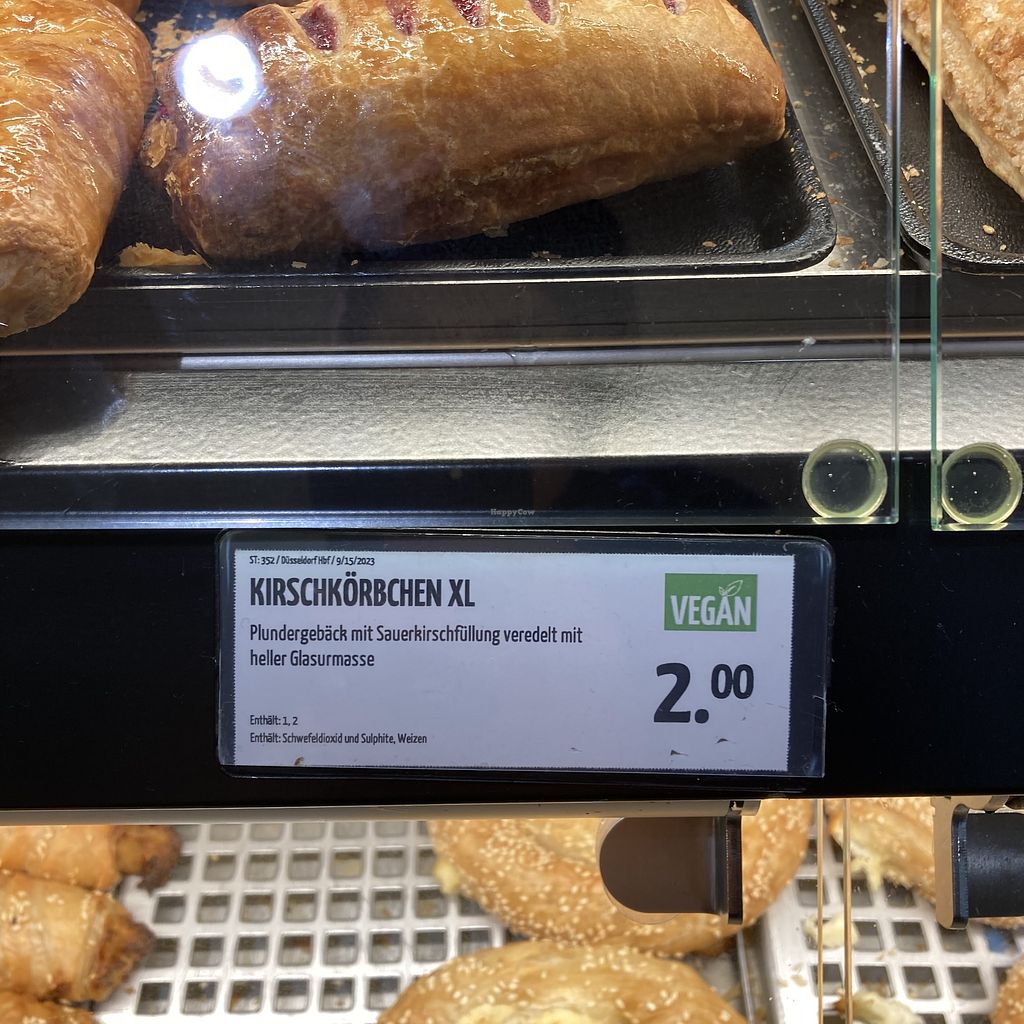 HappyCow
ST: 352 / Düsseldorf Hbf / 9/15/2023
KIRSCHKÖRBCHEN XL
VEGAN
Plundergebäck mit Sauerkirschfüllung veredelt mit
heller Glasurmasse
2.00
Enthält: 1, 2
Enthält: Schwefeldioxid und Sulphite, Weizen